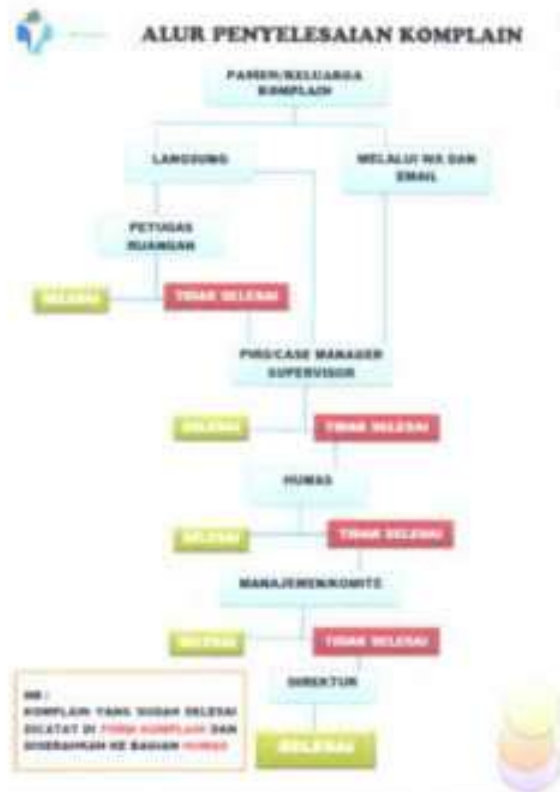 ALUR PENYELESAIAN KOMPLAIN
PASIEN/KELUARGA
KOMPLAIN
LANGSUNG
MELALUI WA DAN
EMAIL
PETUGAS
RUANGAN
SELESAI
TIDAK SELESAI
CASE MANAGER
SUPERVISOR
SELESAI
TIDAK SELESAI
HUMAS
SELESAI
TIDAK SELESAI
MANAJEMEN/KOMITE
SELESAI
TIDAK SELESAI
DIREKTUR
SELESAI
NB :
KOMPLAIN YANG SUDAH SELESAI
DICATAT DI FORM KOMPLAIN DAN
DISERAHKAN KE BAGIAN HUMAS